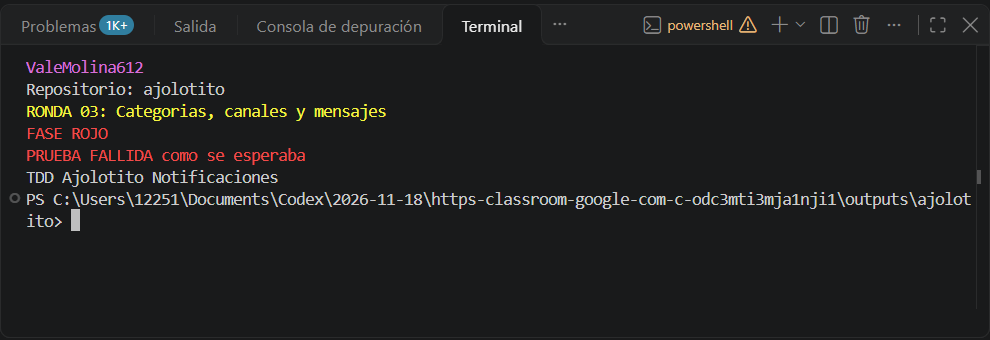 Problemas 1K+ Salida Consola de depuración Terminal ··· powershell ···
ValeMolina612
Repositorio: ajolotito
RONDA 03: Categorias, canales y mensajes
FASE ROJO
PRUEBA FALLIDA como se esperaba
TDD Ajolotito Notificaciones
PS C:\Users\12251\Documents\Codex\2026-11-18\https-classroom-google-com-c-odc3mti3mja1nji1\outputs\ajolot
ito>